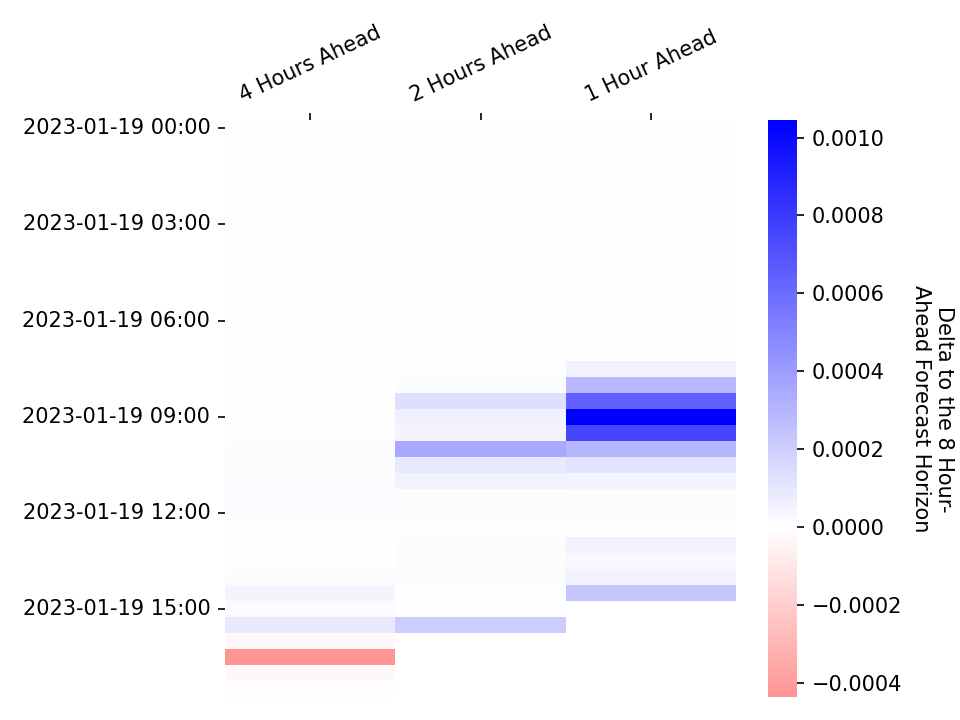 4 Hours Ahead
2 Hours Ahead
1 Hour Ahead
2023-01-19 00:00
2023-01-19 03:00
2023-01-19 06:00
2023-01-19 09:00
2023-01-19 12:00
2023-01-19 15:00
0.0010
0.0008
0.0006
0.0004
0.0002
0.0000
−0.0002
−0.0004
Delta to the 8 Hour-
Ahead Forecast Horizon